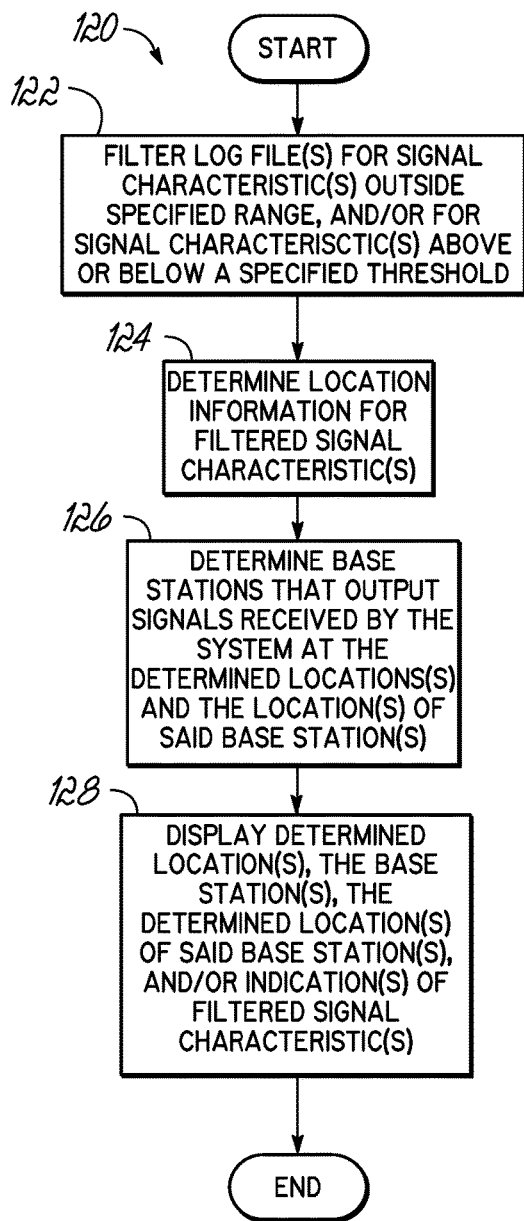 120
START
122
FILTER LOG FILE(S) FOR SIGNAL
CHARACTERISTIC(S) OUTSIDE
SPECIFIED RANGE, AND/OR FOR
SIGNAL CHARACTERISCTIC(S) ABOVE
OR BELOW A SPECIFIED THRESHOLD
124
DETERMINE LOCATION
INFORMATION FOR
FILTERED SIGNAL
CHARACTERISTIC(S)
126
DETERMINE BASE
STATIONS THAT OUTPUT
SIGNALS RECEIVED BY THE
SYSTEM AT THE
DETERMINED LOCATIONS(S)
AND THE LOCATION(S) OF
SAID BASE STATION(S)
128
DISPLAY DETERMINED
LOCATION(S), THE BASE
STATION(S), THE
DETERMINED LOCATION(S)
OF SAID BASE STATION(S),
AND/OR INDICATION(S) OF
FILTERED SIGNAL
CHARACTERISTIC(S)
END